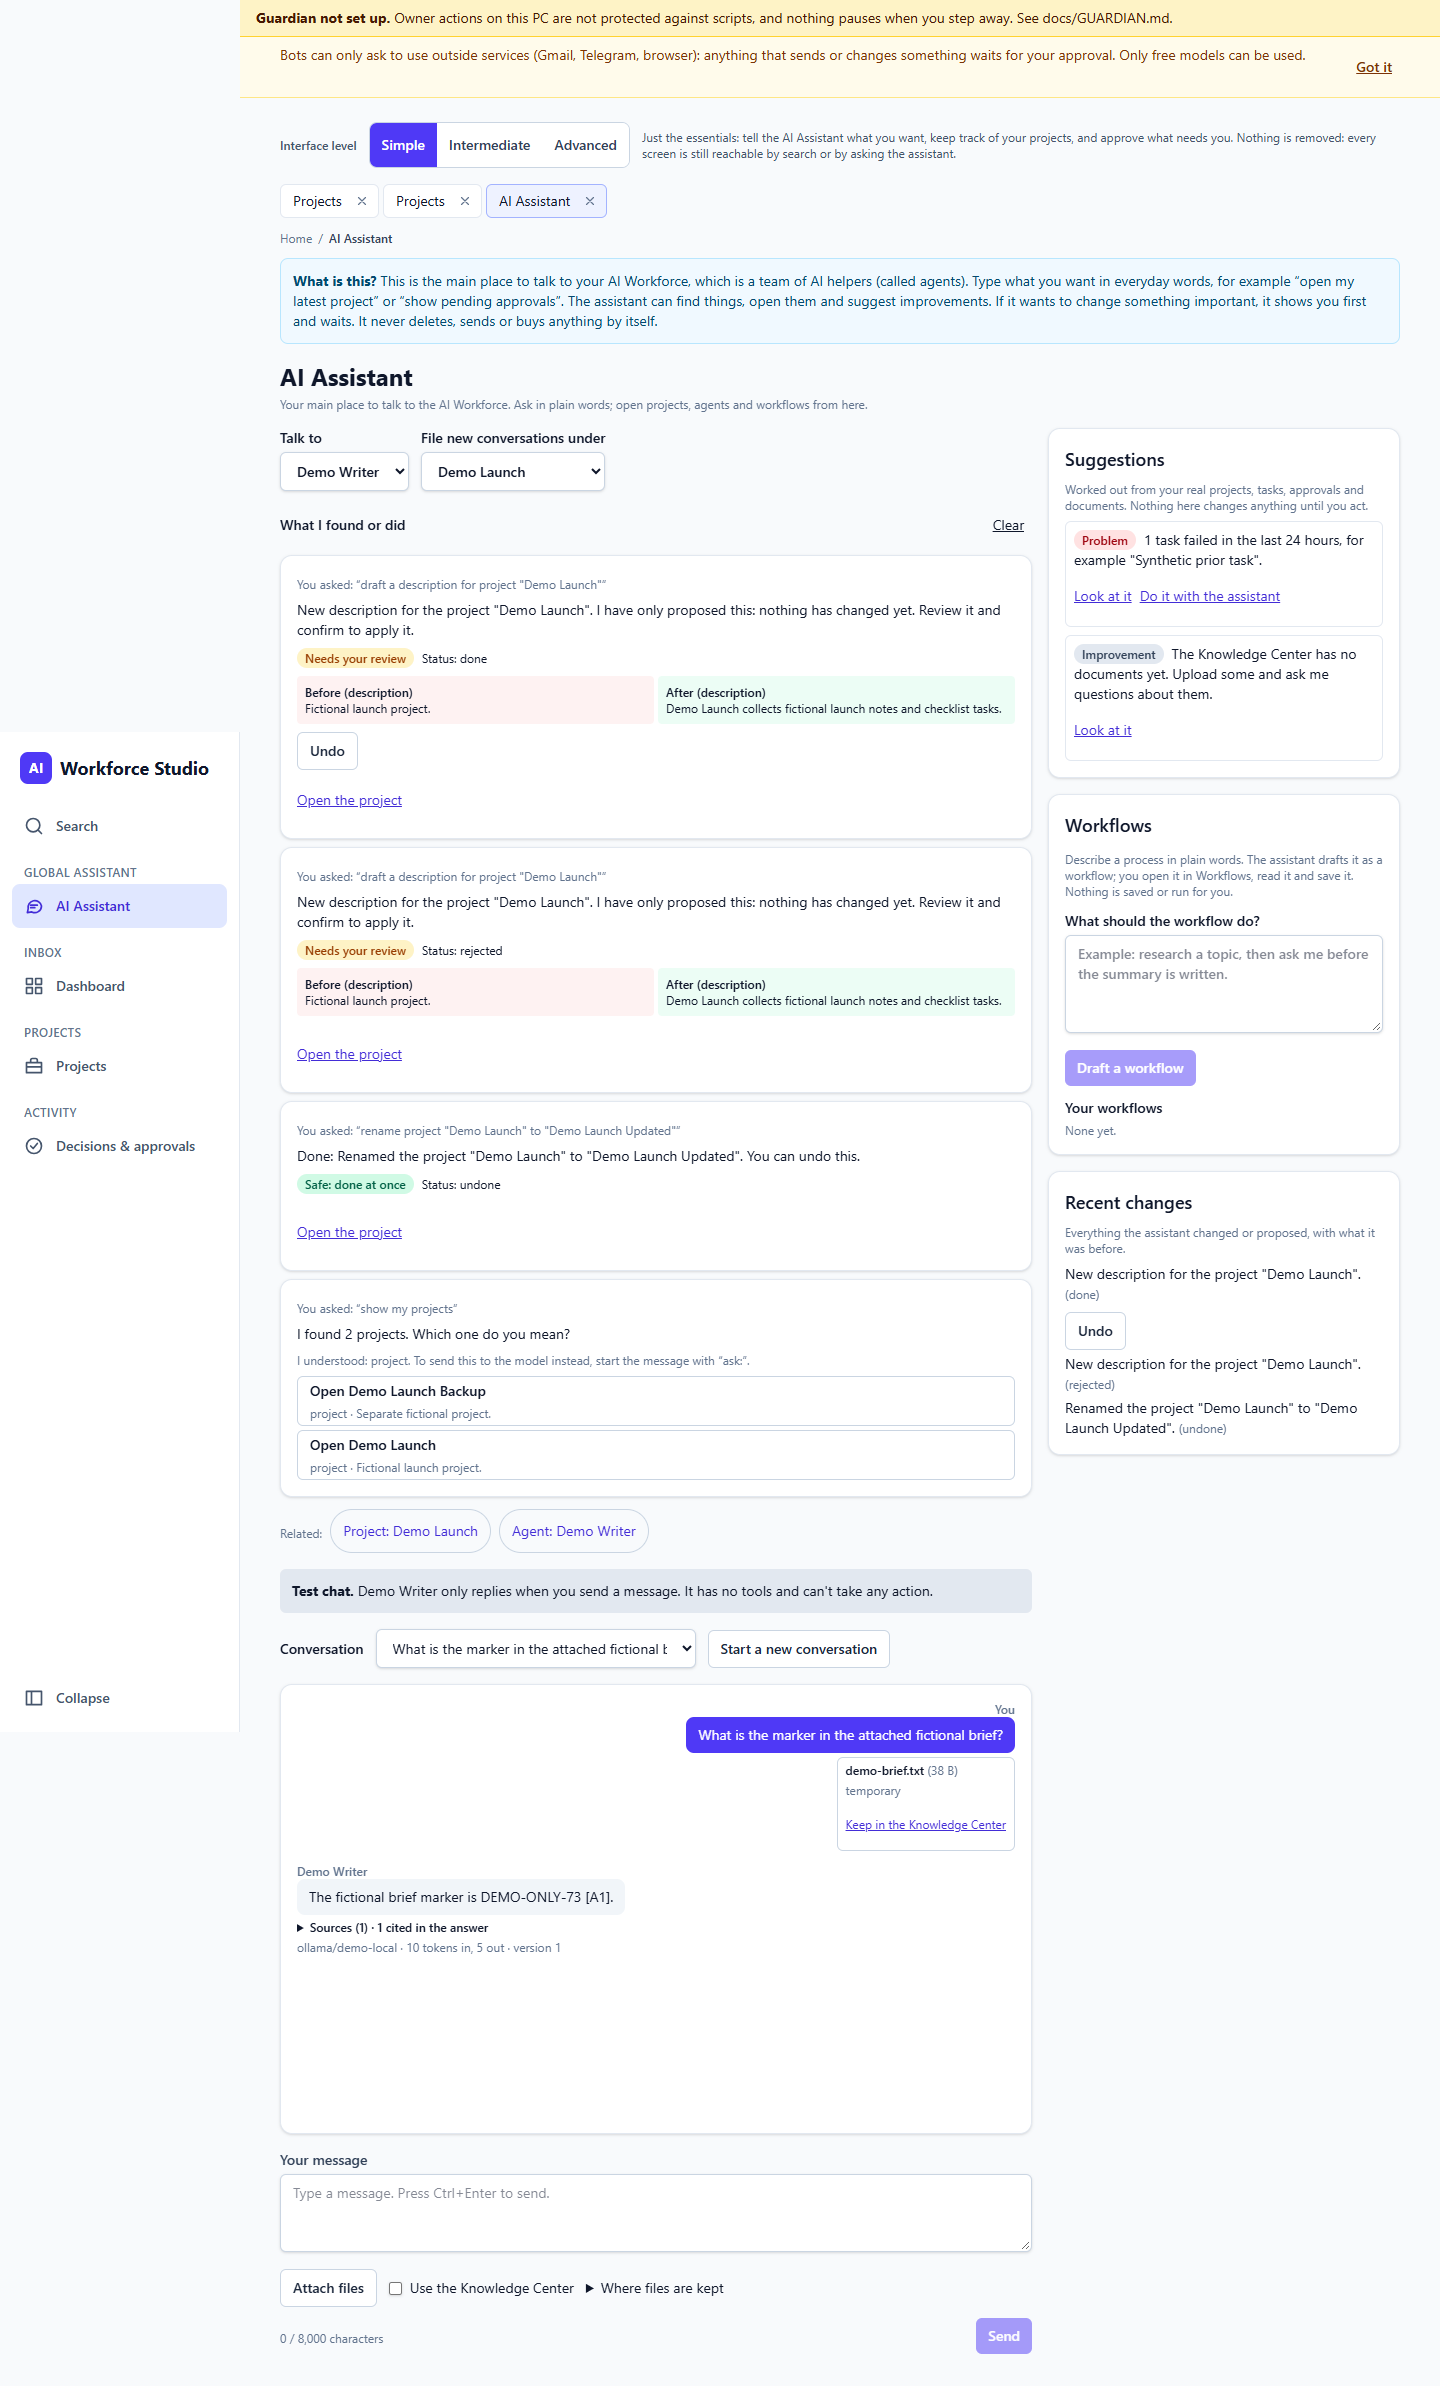 Guardian not set up. Owner actions on this PC are not protected against scripts, and nothing pauses when you step away. See docs/GUARDIAN.md.
Bots can only ask to use outside services (Gmail, Telegram, browser): anything that sends or changes something waits for your approval. Only free models can be used.
Got it
Interface level
Simple
Intermediate
Advanced
Just the essentials: tell the AI Assistant what you want, keep track of your projects, and approve what needs you. Nothing is removed: every
screen is still reachable by search or by asking the assistant.
Projects ×
Projects ×
AI Assistant ×
Home / AI Assistant
What is this? This is the main place to talk to your AI Workforce, which is a team of AI helpers (called agents). Type what you want in everyday words, for example “open my
latest project” or “show pending approvals”. The assistant can find things, open them and suggest improvements. If it wants to change something important, it shows you first
and waits. It never deletes, sends or buys anything by itself.
AI Assistant
Your main place to talk to the AI Workforce. Ask in plain words; open projects, agents and workflows from here.
Talk to
Demo Writer
File new conversations under
Demo Launch
What I found or did
Clear
You asked: “draft a description for project "Demo Launch"”
New description for the project "Demo Launch". I have only proposed this: nothing has changed yet. Review it and
confirm to apply it.
Needs your review Status: done
Before (description)
Fictional launch project.
After (description)
Demo Launch collects fictional launch notes and checklist tasks.
Undo
Open the project
You asked: “draft a description for project "Demo Launch"”
New description for the project "Demo Launch". I have only proposed this: nothing has changed yet. Review it and
confirm to apply it.
Needs your review Status: rejected
Before (description)
Fictional launch project.
After (description)
Demo Launch collects fictional launch notes and checklist tasks.
Open the project
You asked: “rename project "Demo Launch" to "Demo Launch Updated"”
Done: Renamed the project "Demo Launch" to "Demo Launch Updated". You can undo this.
Safe: done at once Status: undone
Open the project
You asked: “show my projects”
I found 2 projects. Which one do you mean?
I understood: project. To send this to the model instead, start the message with “ask:”.
Open Demo Launch Backup
project · Separate fictional project.
Open Demo Launch
project · Fictional launch project.
Related:
Project: Demo Launch
Agent: Demo Writer
Test chat. Demo Writer only replies when you send a message. It has no tools and can't take any action.
Conversation
What is the marker in the attached fictional
Start a new conversation
You
What is the marker in the attached fictional brief?
demo-brief.txt (38 B)
temporary
Keep in the Knowledge Center
Demo Writer
The fictional brief marker is DEMO-ONLY-73 [A1].
Sources (1) · 1 cited in the answer
ollama/demo-local · 10 tokens in, 5 out · version 1
Your message
Type a message. Press Ctrl+Enter to send.
Attach files
Use the Knowledge Center
Where files are kept
0 / 8,000 characters
Send
Suggestions
Worked out from your real projects, tasks, approvals and
documents. Nothing here changes anything until you act.
Problem 1 task failed in the last 24 hours, for
example "Synthetic prior task".
Look at it Do it with the assistant
Improvement The Knowledge Center has no
documents yet. Upload some and ask me
questions about them.
Look at it
Workflows
Describe a process in plain words. The assistant drafts it as a
workflow; you open it in Workflows, read it and save it.
Nothing is saved or run for you.
What should the workflow do?
Example: research a topic, then ask me before
the summary is written.
Draft a workflow
Your workflows
None yet.
Recent changes
Everything the assistant changed or proposed, with what it
was before.
New description for the project "Demo Launch".
(done)
Undo
New description for the project "Demo Launch".
(rejected)
Renamed the project "Demo Launch" to "Demo
Launch Updated". (undone)
AI Workforce Studio
Search
GLOBAL ASSISTANT
AI Assistant
INBOX
Dashboard
PROJECTS
Projects
ACTIVITY
Decisions & approvals
Collapse